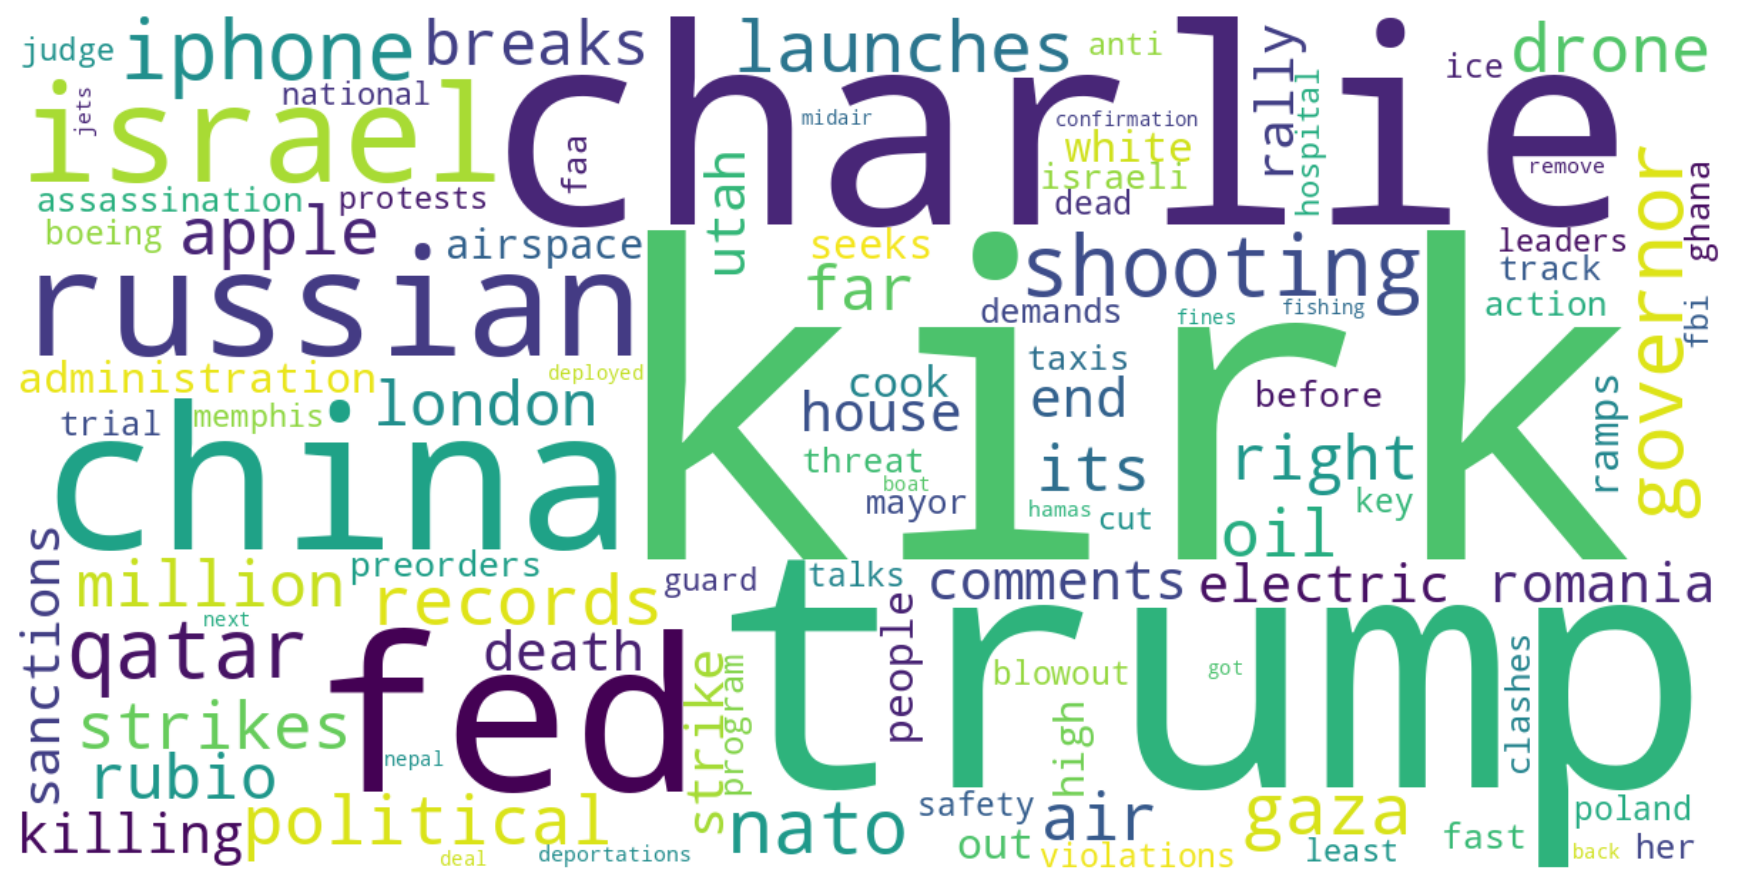 judge
iphone
breaks
charlie
launches
anti
rally
ice
drone
israel
jets
national
midair
confirmation
hospital
faa
white
israeli
remove
assassination
protests
utah
dead
governor
ghana
boeing
apple
airspace
seeks
shooting
leaders
russian
kirk
far
track
demands
fines
fishing
action
fbi
administration
deployed
cook
taxis
trial
memphis
london
house
end
before
ramps
china
threat
its
right
boat
mayor
hamas
cut
key
oil
sanctions
million
preorders
records
guard
talks
comments
electric
romania
next
qatar
fed
death
trump
people
strike
program
blowout
got
clashes
strikes
high
nepal
rubio
killing
political
nato
safety
air
gaza
poland
out
fast
deal
deportations
violations
least
back
her